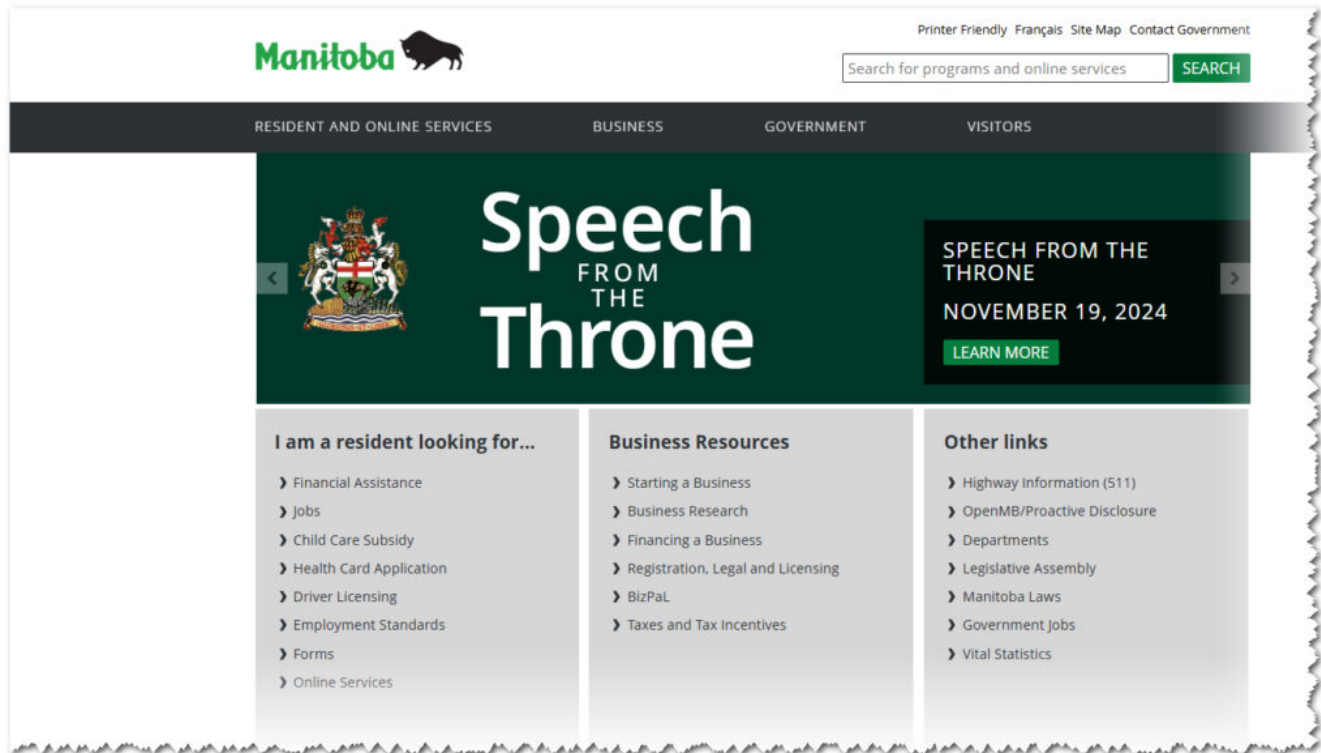 Printer Friendly Français Site Map Contact Government
Manitoba
Search for programs and online services SEARCH
RESIDENT AND ONLINE SERVICES BUSINESS GOVERNMENT VISITORS
Speech
FROM
THE
Throne
SPEECH FROM THE
THRONE
NOVEMBER 19, 2024
LEARN MORE
I am a resident looking for...
Financial Assistance
Jobs
Child Care Subsidy
Health Card Application
Driver Licensing
Employment Standards
Forms
Online Services
Business Resources
Starting a Business
Business Research
Financing a Business
Registration, Legal and Licensing
BizPaL
Taxes and Tax Incentives
Other links
Highway Information (511)
OpenMB/Proactive Disclosure
Departments
Legislative Assembly
Manitoba Laws
Government Jobs
Vital Statistics